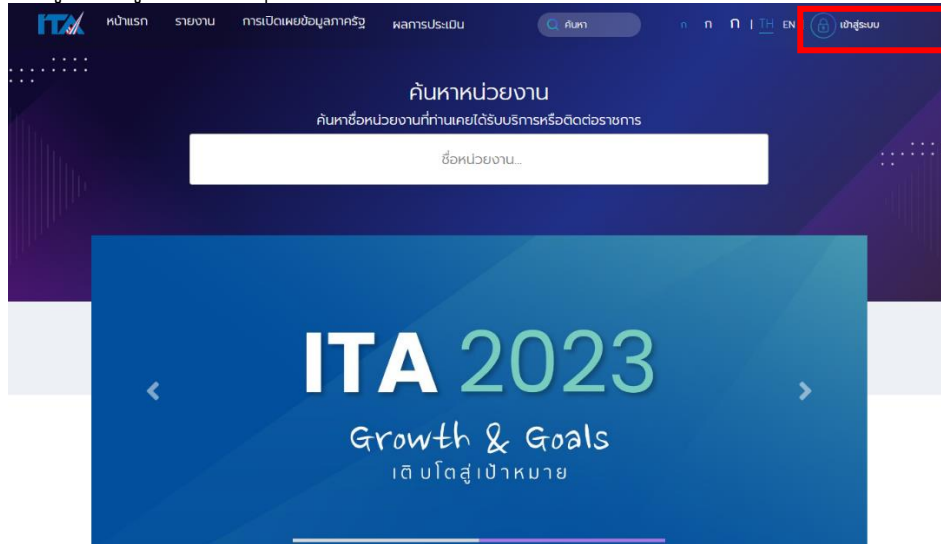 ITA
หน้าแรก รายงาน การเปิดเผยข้อมูลภาครัฐ ผลการประเมิน ค้นหา ก ก ก | TH EN เข้าสู่ระบบ
ค้นหาหน่วยงาน
ค้นหาชื่อหน่วยงานที่ท่านเคยได้รับบริการหรือติดต่อราชการ
ชื่อหน่วยงาน...
ITA 2023
Growth & Goals
เติบโตสู่เป้าหมาย